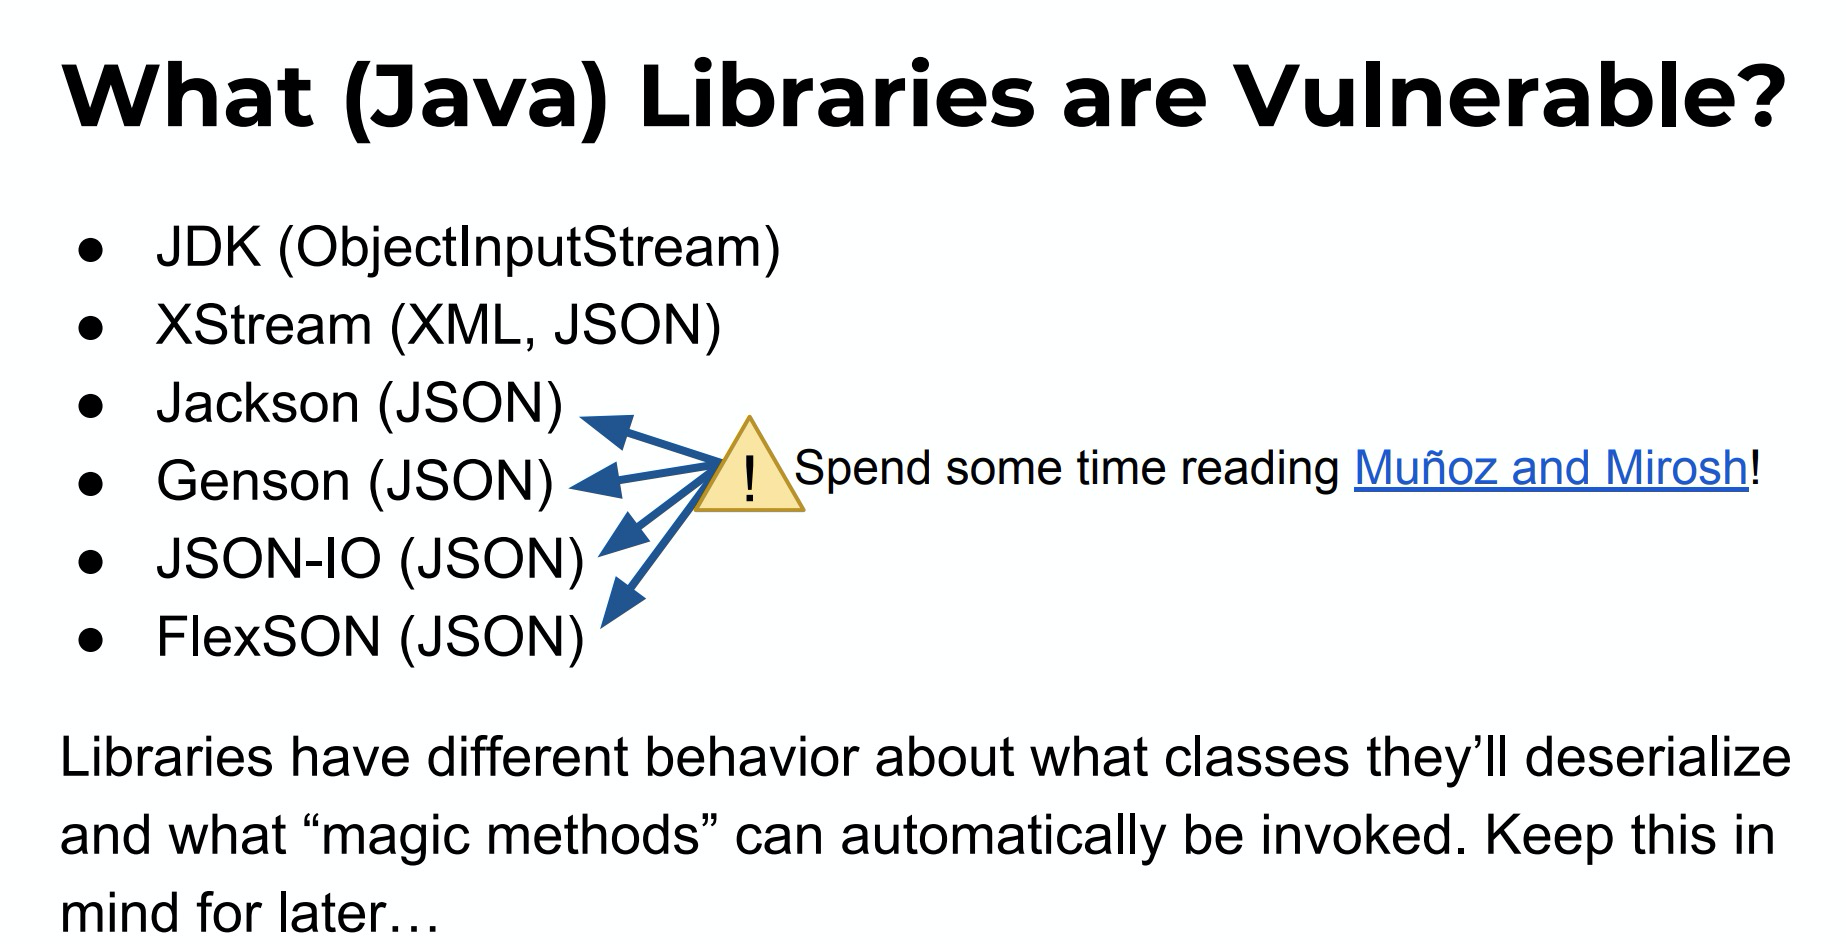 What (Java) Libraries are Vulnerable?
● JDK (ObjectInputStream)
● XStream (XML, JSON)
● Jackson (JSON)
● Genson (JSON)
● JSON-IO (JSON)
● FlexSON (JSON)
! Spend some time reading Muñoz and Mirosh!
Libraries have different behavior about what classes they’ll deserialize
and what “magic methods” can automatically be invoked. Keep this in
mind for later…